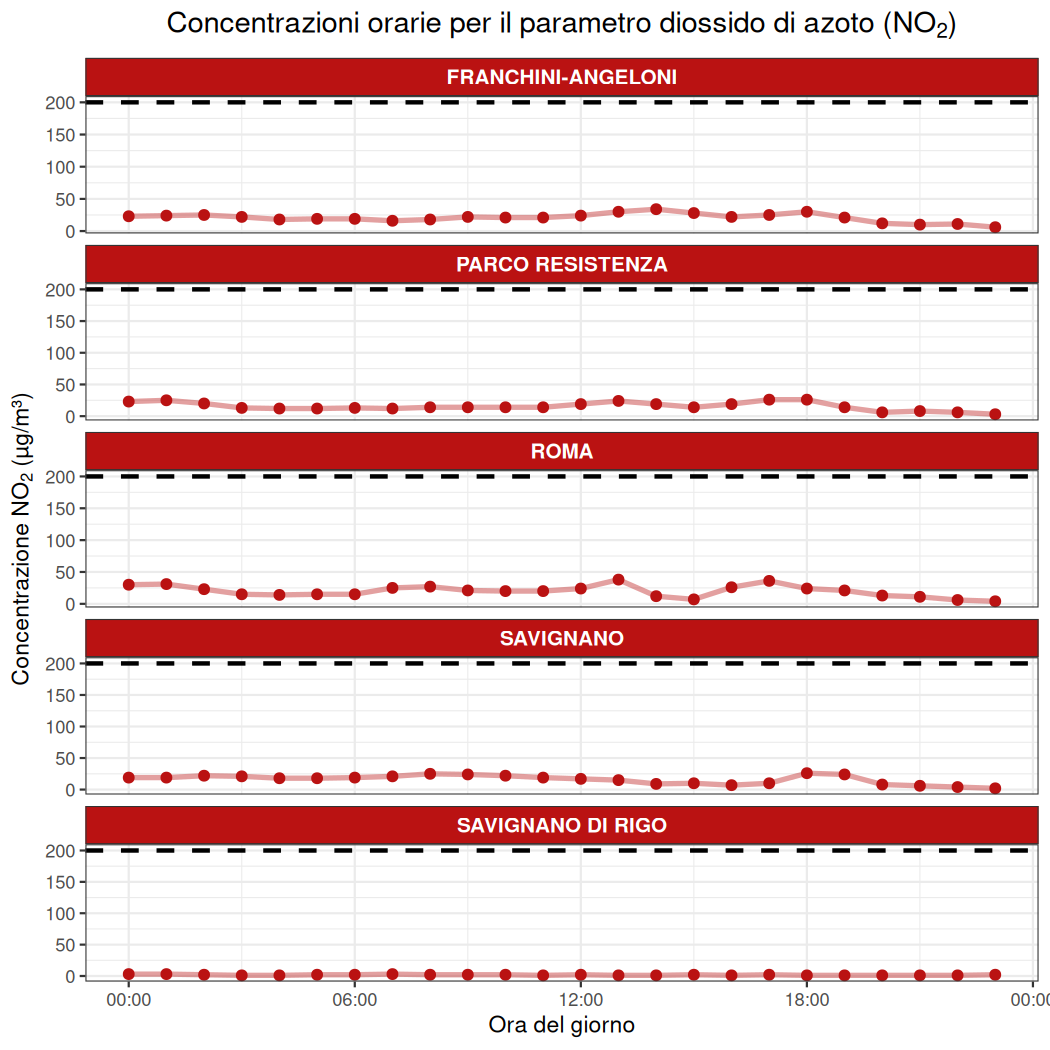 Concentrazioni orarie per il parametro diossido di azoto (NO₂)
Concentrazione NO₂ (µg/m³)
FRANCHINI-ANGELONI
200
150
100
50
0
PARCO RESISTENZA
200
150
100
50
0
ROMA
200
150
100
50
0
SAVIGNANO
200
150
100
50
0
SAVIGNANO DI RIGO
200
150
100
50
0
00:00 06:00 12:00 18:00 00:00
Ora del giorno